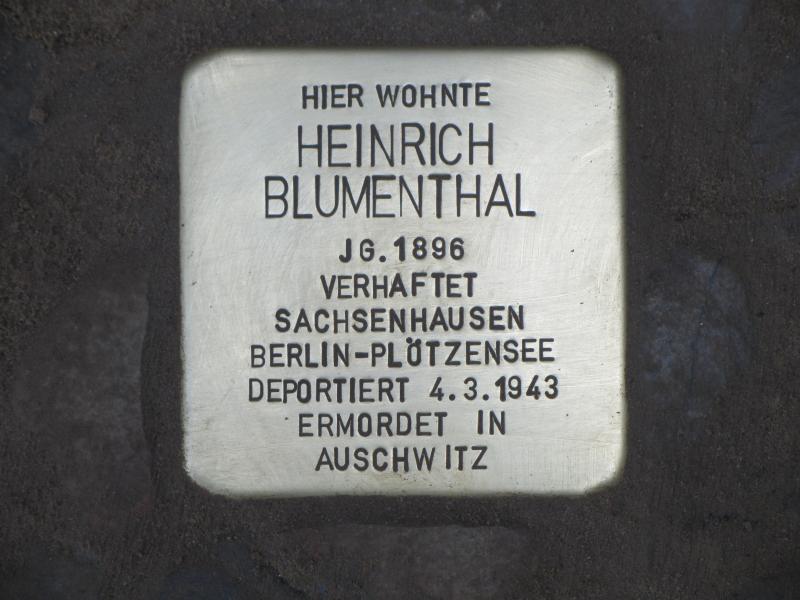 HIER WOHNTE
HEINRICH
BLUMENTHAL
JG. 1896
VERHAFTET
SACHSENHAUSEN
BERLIN-PLÖTZENSEE
DEPORTIERT 4.3.1943
ERMORDET IN
AUSCHWITZ